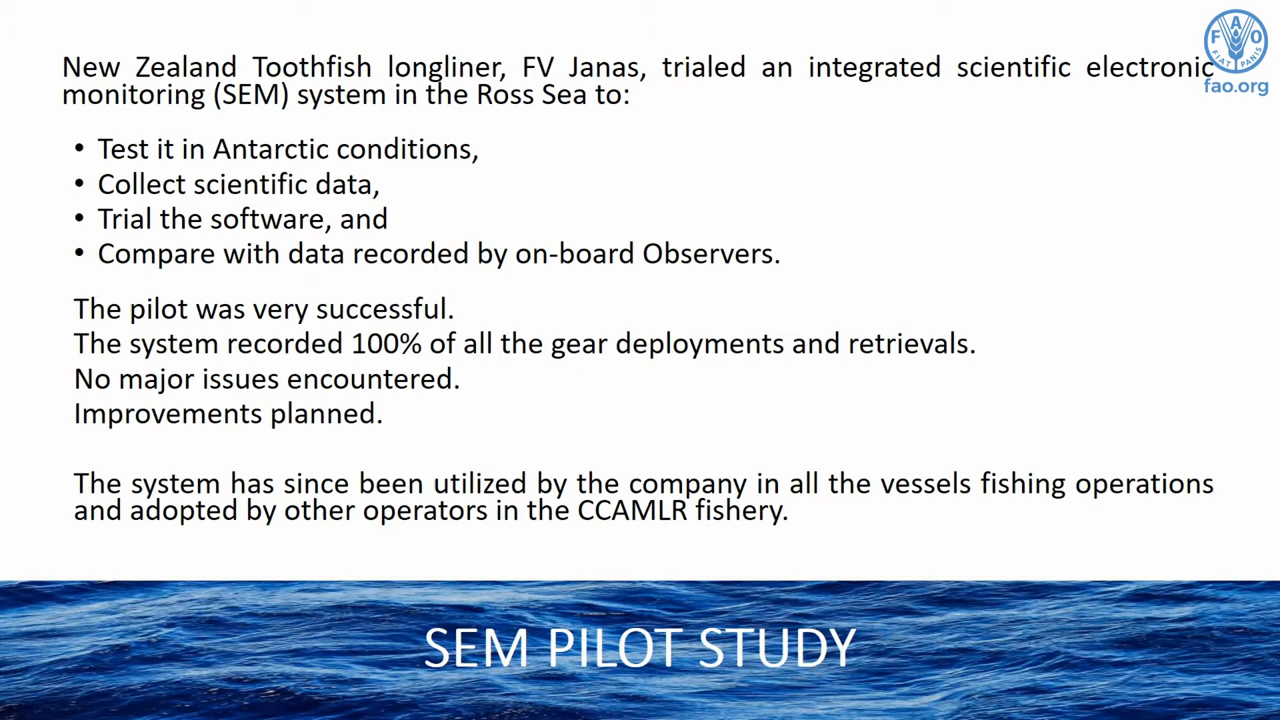 New Zealand Toothfish longliner, FV Janas, trialed an integrated scientific electronic
monitoring (SEM) system in the Ross Sea to:
• Test it in Antarctic conditions,
• Collect scientific data,
• Trial the software, and
• Compare with data recorded by on-board Observers.
The pilot was very successful.
The system recorded 100% of all the gear deployments and retrievals.
No major issues encountered.
Improvements planned.
The system has since been utilized by the company in all the vessels fishing operations
and adopted by other operators in the CCAMLR fishery.
SEM PILOT STUDY
F A O
FIAT PANIS
fao.org